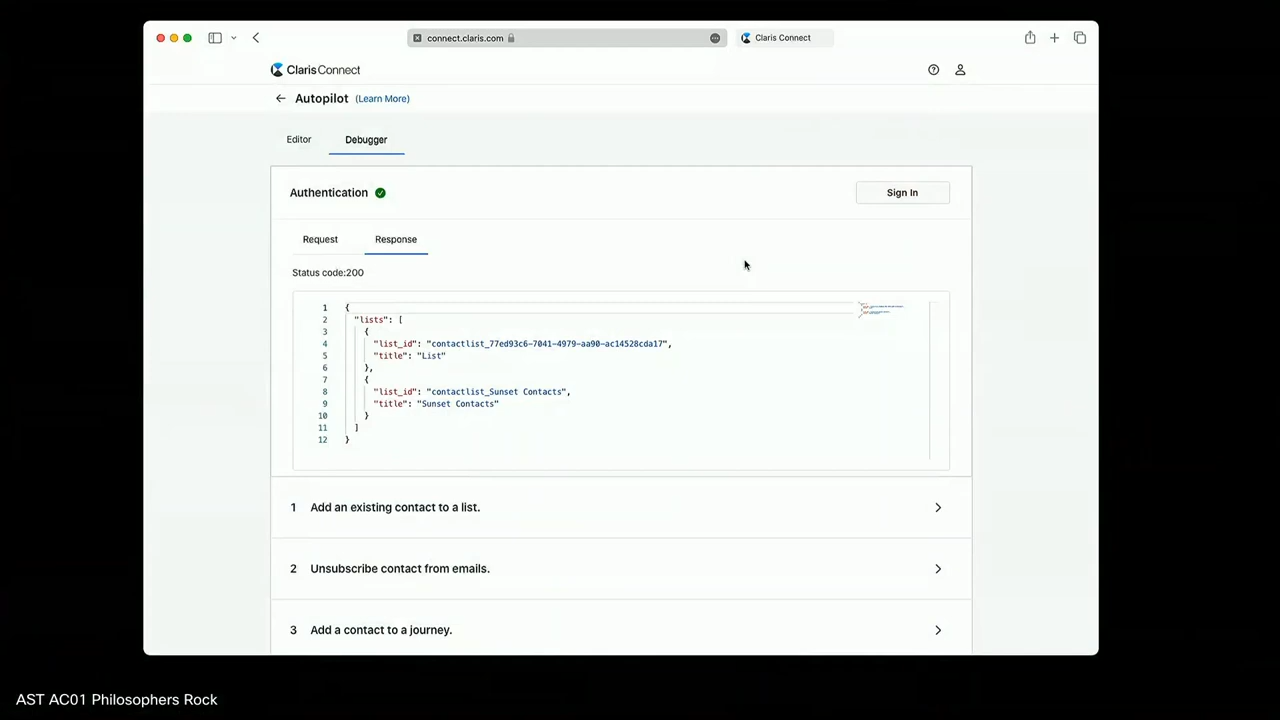 connect.claris.com
Claris Connect
Claris Connect
Autopilot (Learn More)
Editor
Debugger
Authentication
Sign In
Request
Response
Status code:200
1 {
2 "lists": [
3 {
4 "list_id": "contactlist_77ed93c6-7041-4979-aa90-ac14528cda17",
5 "title": "List"
6 },
7 {
8 "list_id": "contactlist_Sunset Contacts",
9 "title": "Sunset Contacts"
10 }
11 ]
12 }
1 Add an existing contact to a list.
2 Unsubscribe contact from emails.
3 Add a contact to a journey.
AST AC01 Philosophers Rock